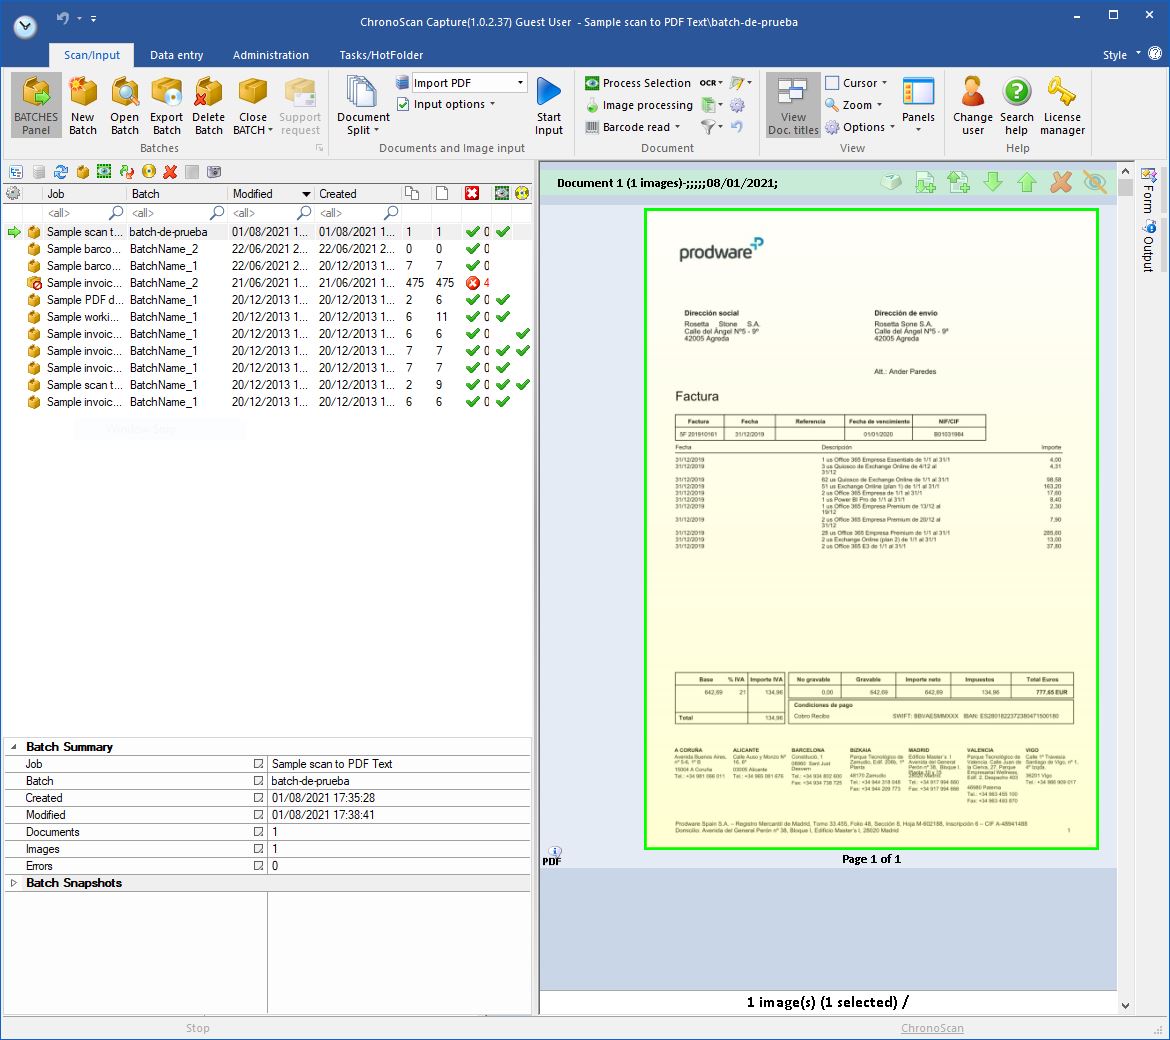 ChronoScan Capture(1.0.2.37) Guest User - Sample scan to PDF Text\batch-de-prueba
Scan/Input Data entry Administration Tasks/HotFolder Style
BATCHES Panel
New Batch
Open Batch
Export Batch
Delete Batch
Close BATCH
Support request
Batches
Document Split
Import PDF
Input options
Start Input
Documents and Image input
Process Selection OCR
Image processing
Barcode read
Document
View Doc. titles
Cursor
Zoom
Options
Panels
View
Change user
Search help
License manager
Help
Job Batch Modified Created
<all> <all> <all> <all>
Sample scan t... batch-de-prueba 01/08/2021 1... 01/08/2021 1... 1 1 0
Sample barco... BatchName_2 22/06/2021 2... 22/06/2021 2... 0 0 0
Sample barco... BatchName_1 22/06/2021 2... 20/12/2013 1... 7 7 0
Sample invoic... BatchName_2 21/06/2021 1... 21/06/2021 1... 475 475 4
Sample PDF d... BatchName_1 20/12/2013 1... 20/12/2013 1... 2 6 0
Sample worki... BatchName_1 20/12/2013 1... 20/12/2013 1... 6 11 0
Sample invoic... BatchName_1 20/12/2013 1... 20/12/2013 1... 6 6 0
Sample invoic... BatchName_1 20/12/2013 1... 20/12/2013 1... 7 7 0
Sample invoic... BatchName_1 20/12/2013 1... 20/12/2013 1... 7 7 0
Sample scan t... BatchName_1 20/12/2013 1... 20/12/2013 1... 2 9 0
Sample invoic... BatchName_1 20/12/2013 1... 20/12/2013 1... 6 6 0
Window Snip
Batch Summary
Job Sample scan to PDF Text
Batch batch-de-prueba
Created 01/08/2021 17:35:28
Modified 01/08/2021 17:38:41
Documents 1
Images 1
Errors 0
Batch Snapshots
Document 1 (1 images)-;;;;;08/01/2021;
Form
Output
prodware
Dirección social
Rosetta Stone S.A.
Calle del Ángel Nº5 - 9º
42005 Agreda
Dirección de envío
Rosetta Sone S.A.
Calle del Ángel Nº5 - 9º
42005 Agreda
Att.: Ander Paredes
Factura
Factura Fecha Referencia Fecha de vencimiento NIF/CIF
SF 201910161 31/12/2019 01/01/2020 B01031984
Fecha Descripción Importe
31/12/2019 1 us Office 365 Empresa Essentials de 1/1 al 31/1 4,00
31/12/2019 3 us Quiosco de Exchange Online de 4/12 al 31/12 4,31
31/12/2019 62 us Quiosco de Exchange Online de 1/1 al 31/1 98,58
31/12/2019 51 us Exchange Online (plan 1) de 1/1 al 31/1 163,20
31/12/2019 2 us Office 365 Empresa de 1/1 al 31/1 17,60
31/12/2019 1 us Power BI Pro de 1/1 al 31/1 8,40
31/12/2019 1 us Office 365 Empresa Premium de 13/12 al 19/12 2,30
31/12/2019 2 us Office 365 Empresa Premium de 20/12 al 31/12 7,90
31/12/2019 28 us Office 365 Empresa Premium de 1/1 al 31/1 285,60
31/12/2019 2 us Exchange Online (plan 2) de 1/1 al 31/1 13,00
31/12/2019 2 us Office 365 E3 de 1/1 al 31/1 37,80
Base % IVA Importe IVA
642,69 21 134,96
Total 134,96
No gravable Gravable Importe neto Impuestos Total Euros
0,00 642,69 642,69 134,96 777,65 EUR
Condiciones de pago
Cobro Recibo SWIFT: BBVAESMMXXX IBAN: ES2801822372380471500180
A CORUÑA ALICANTE BARCELONA BIZKAIA MADRID VALENCIA VIGO
Prodware Spain S.A. – Registro Mercantil de Madrid, Tomo 33.455, Folio 48, Sección 8, Hoja M-602188, inscripción 6 – CIF A-48941488
Domicilio. Avenida del General Perón nº 38, Bloque I, Edificio Master's I, 28020 Madrid 1
PDF
Page 1 of 1
1 image(s) (1 selected) /
Stop ChronoScan